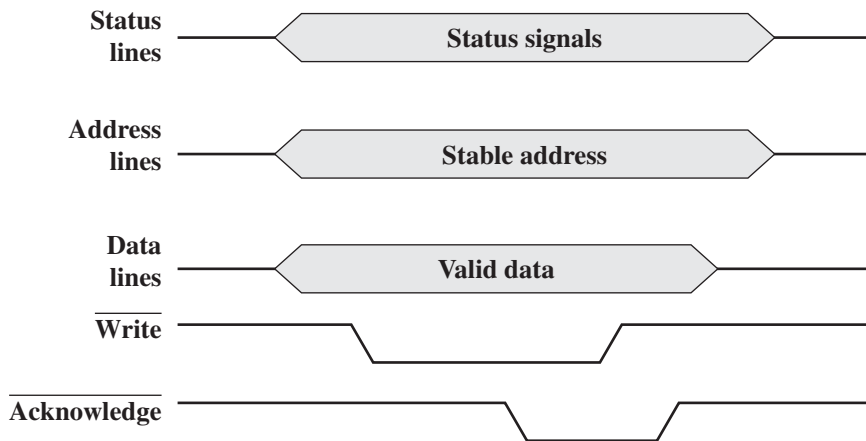 Status
lines
Status signals
Address
lines
Stable address
Data
lines
Valid data
Write
Acknowledge